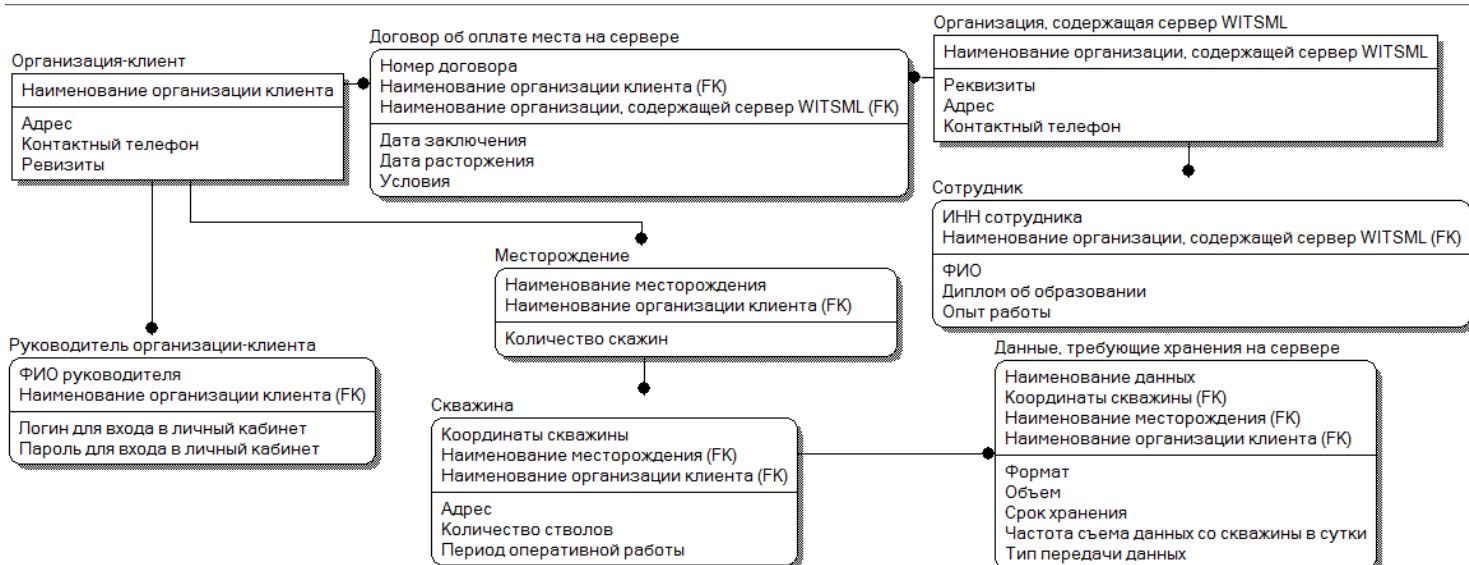 Организация-клиент
Наименование организации клиента
Адрес
Контактный телефон
Ревизиты
Договор об оплате места на сервере
Номер договора
Наименование организации клиента (FK)
Наименование организации, содержащей сервер WITSML (FK)
Дата заключения
Дата расторжения
Условия
Организация, содержащая сервер WITSML
Наименование организации, содержащей сервер WITSML
Реквизиты
Адрес
Контактный телефон
Сотрудник
ИНН сотрудника
Наименование организации, содержащей сервер WITSML (FK)
ФИО
Диплом об образовании
Опыт работы
Месторождение
Наименование месторождения
Наименование организации клиента (FK)
Количество скажин
Руководитель организации-клиента
ФИО руководителя
Наименование организации клиента (FK)
Логин для входа в личный кабинет
Пароль для входа в личный кабинет
Скважина
Координаты скважины
Наименование месторождения (FK)
Наименование организации клиента (FK)
Адрес
Количество стволов
Период оперативной работы
Данные, требующие хранения на сервере
Наименование данных
Координаты скважины (FK)
Наименование месторождения (FK)
Наименование организации клиента (FK)
Формат
Объем
Срок хранения
Частота съема данных со скважины в сутки
Тип передачи данных